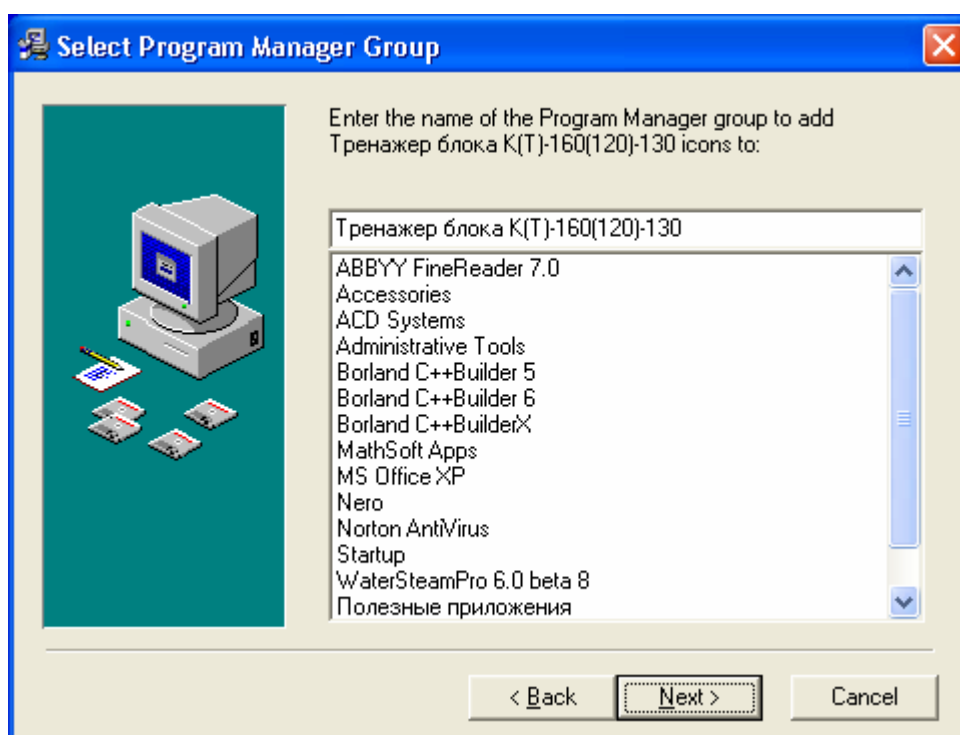 Select Program Manager Group
Enter the name of the Program Manager group to add
Тренажер блока К(Т)-160(120)-130 icons to:
Тренажер блока К(Т)-160(120)-130
ABBYY FineReader 7.0
Accessories
ACD Systems
Administrative Tools
Borland C++Builder 5
Borland C++Builder 6
Borland C++BuilderX
MathSoft Apps
MS Office XP
Nero
Norton AntiVirus
Startup
WaterSteamPro 6.0 beta 8
Полезные приложения
< Back
Next >
Cancel